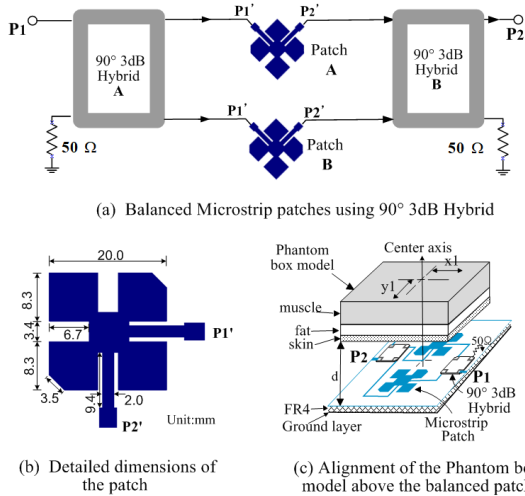 P1
90° 3dB
Hybrid
A
50 Ω
P1'
P2'
Patch
A
P1'
P2'
Patch
B
90° 3dB
Hybrid
B
P2
50 Ω
(a) Balanced Microstrip patches using 90° 3dB Hybrid
20.0
8.3
3.4
8.3
6.7
3.5
9.4
2.0
P1'
P2'
Unit:mm
(b) Detailed dimensions of
the patch
Phantom
box model
Center axis
x1
y1
muscle
fat
skin
d
P2
P1
50Ω
90° 3dB
Hybrid
FR4
Ground layer
Microstrip
Patch
(c) Alignment of the Phantom bo
model above the balanced patc